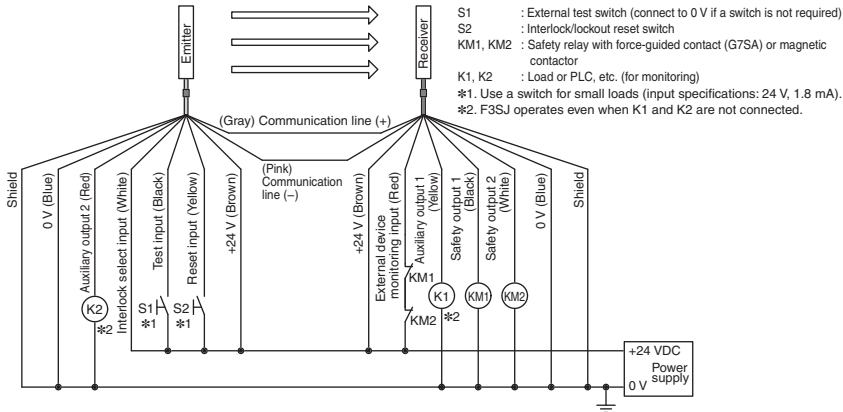 Emitter
Receiver
S1 : External test switch (connect to 0 V if a switch is not required)
S2 : Interlock/lockout reset switch
KM1, KM2 : Safety relay with force-guided contact (G7SA) or magnetic
contactor
K1, K2 : Load or PLC, etc. (for monitoring)
✻1. Use a switch for small loads (input specifications: 24 V, 1.8 mA).
✻2. F3SJ operates even when K1 and K2 are not connected.
(Gray) Communication line (+)
(Pink)
Communication
line (−)
Shield
0 V (Blue)
Auxiliary output 2 (Red)
Interlock select input (White)
Test input (Black)
Reset input (Yellow)
+24 V (Brown)
+24 V (Brown)
External device
monitoring input (Red)
Auxiliary output 1
(Yellow)
Safety output 1
(Black)
Safety output 2
(White)
0 V (Blue)
Shield
K2
✻2
S1
✻1
S2
✻1
KM1
KM2
K1
✻2
KM1
KM2
+24 VDC
Power
supply
0 V